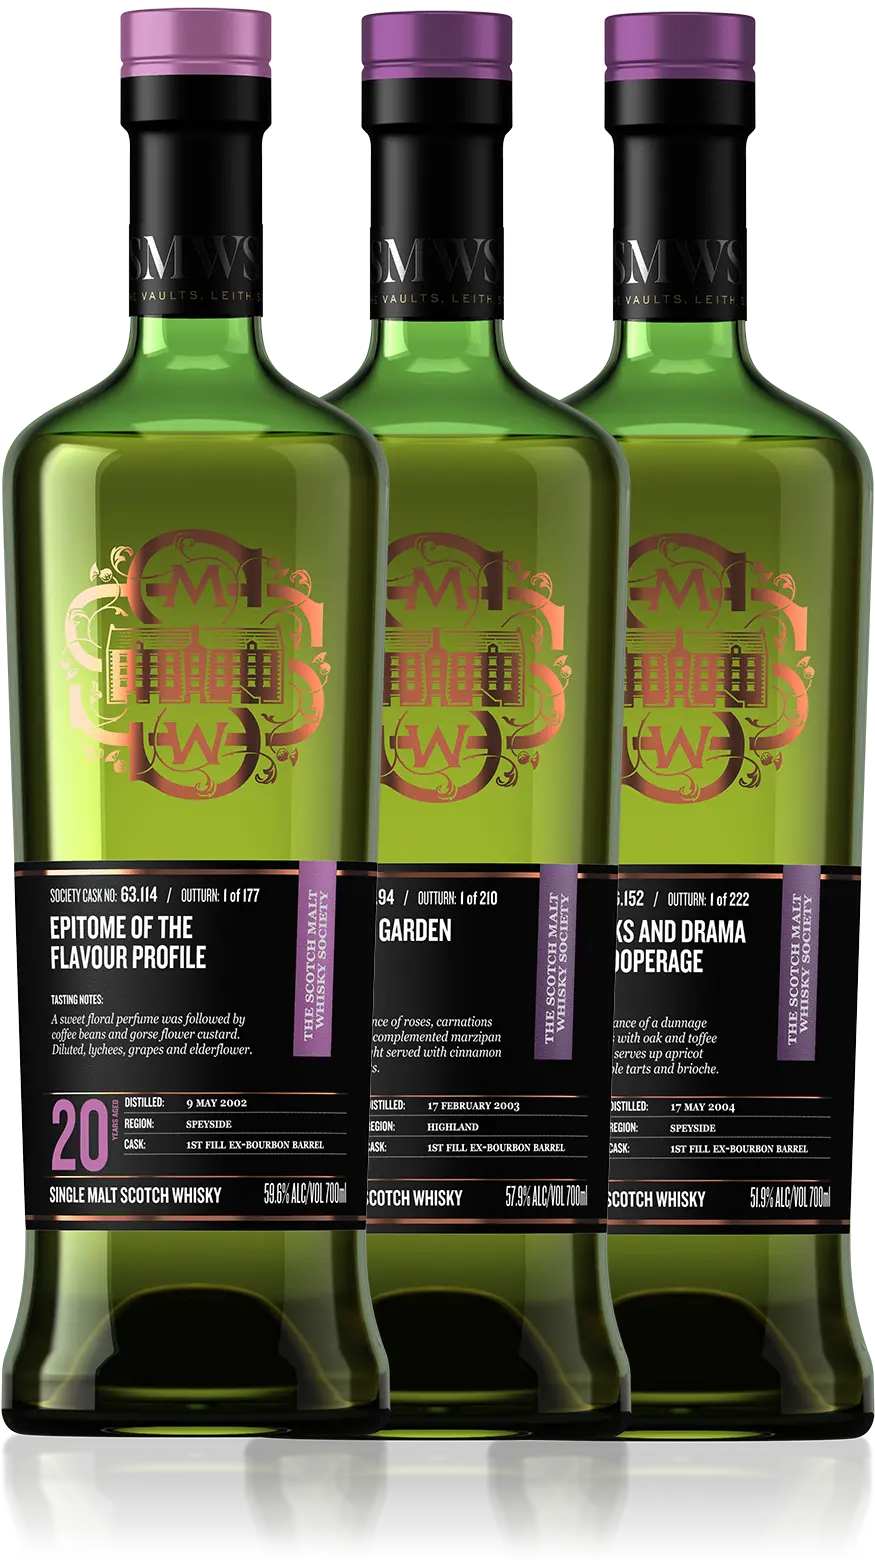 SMWS
THE VAULTS, LEITH,
M
W
SOCIETY CASK NO: 63.114 / OUTTURN: 1 of 177
EPITOME OF THE
FLAVOUR PROFILE
TASTING NOTES:
A sweet floral perfume was followed by
coffee beans and gorse flower custard.
Diluted, lychees, grapes and elderflower.
THE SCOTCH MALT
WHISKY SOCIETY
20
YEARS AGED
DISTILLED: 9 MAY 2002
REGION: SPEYSIDE
CASK: 1ST FILL EX-BOURBON BARREL
SINGLE MALT SCOTCH WHISKY 59.6% ALC/VOL 700ml
SMWS
VAULTS, LEITH,
M
W
.94 / OUTTURN: 1 of 210
GARDEN
of roses, carnations
complemented marzipan
served with cinnamon
THE SCOTCH MALT
WHISKY SOCIETY
DISTILLED: 17 FEBRUARY 2003
REGION: HIGHLAND
CASK: 1ST FILL EX-BOURBON BARREL
SCOTCH WHISKY 57.9% ALC/VOL 700ml
SMWS
VAULTS, LEITH,
M
W
.152 / OUTTURN: 1 of 222
AND DRAMA
COOPERAGE
of a dunnage
with oak and toffee
serves up apricot
tarts and brioche.
THE SCOTCH MALT
WHISKY SOCIETY
DISTILLED: 17 MAY 2004
REGION: SPEYSIDE
CASK: 1ST FILL EX-BOURBON BARREL
SCOTCH WHISKY 51.9% ALC/VOL 700ml